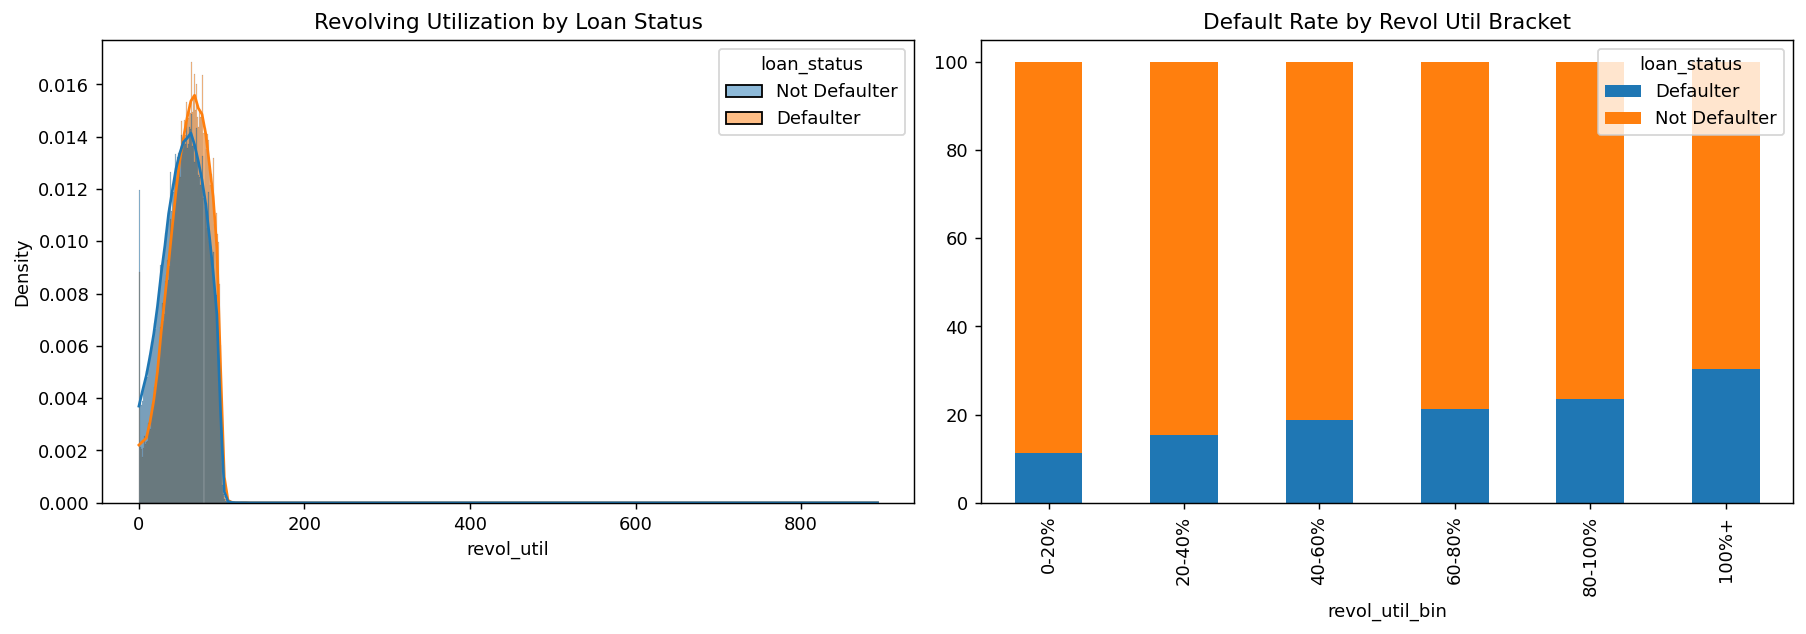 Revolving Utilization by Loan Status
loan_status
Not Defaulter
Defaulter
0.016
0.014
0.012
0.010
0.008
0.006
0.004
0.002
0.000
Density
0 200 400 600 800
revol_util
Default Rate by Revol Util Bracket
loan_status
Defaulter
Not Defaulter
100
80
60
40
20
0
0-20% 20-40% 40-60% 60-80% 80-100% 100%+
revol_util_bin